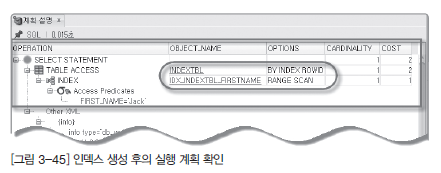 계획 설명 x
SQL | 0.015초
OPERATION OBJECT_NAME OPTIONS CARDINALITY COST
SELECT STATEMENT 1 2
TABLE ACCESS INDEXTBL BY INDEX ROWID 1 2
INDEX IDX_INDEXTBL_FIRSTNAME RANGE SCAN 1 1
Access Predicates
FIRST_NAME='Jack'
Other XML
{info}
info type="db_
[그림 3-45] 인덱스 생성 후의 실행 계획 확인